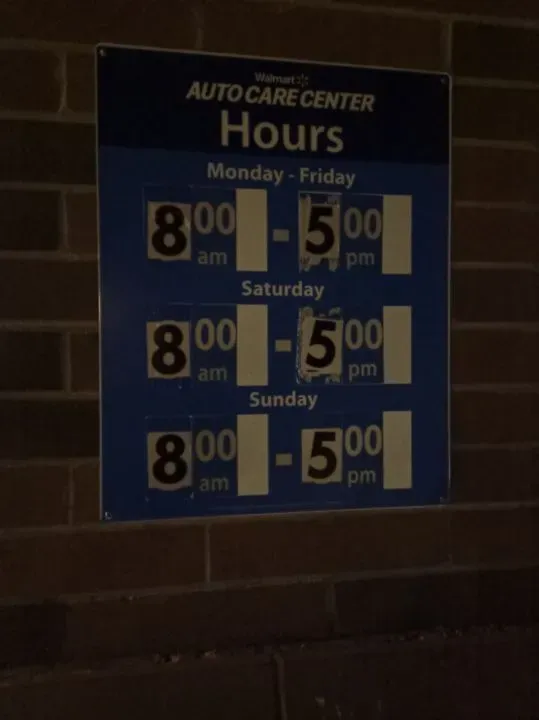 Walmart
AUTO CARE CENTER
Hours
Monday - Friday
8 00 am - 5 00 pm
Saturday
8 00 am - 5 00 pm
Sunday
8 00 am - 5 00 pm